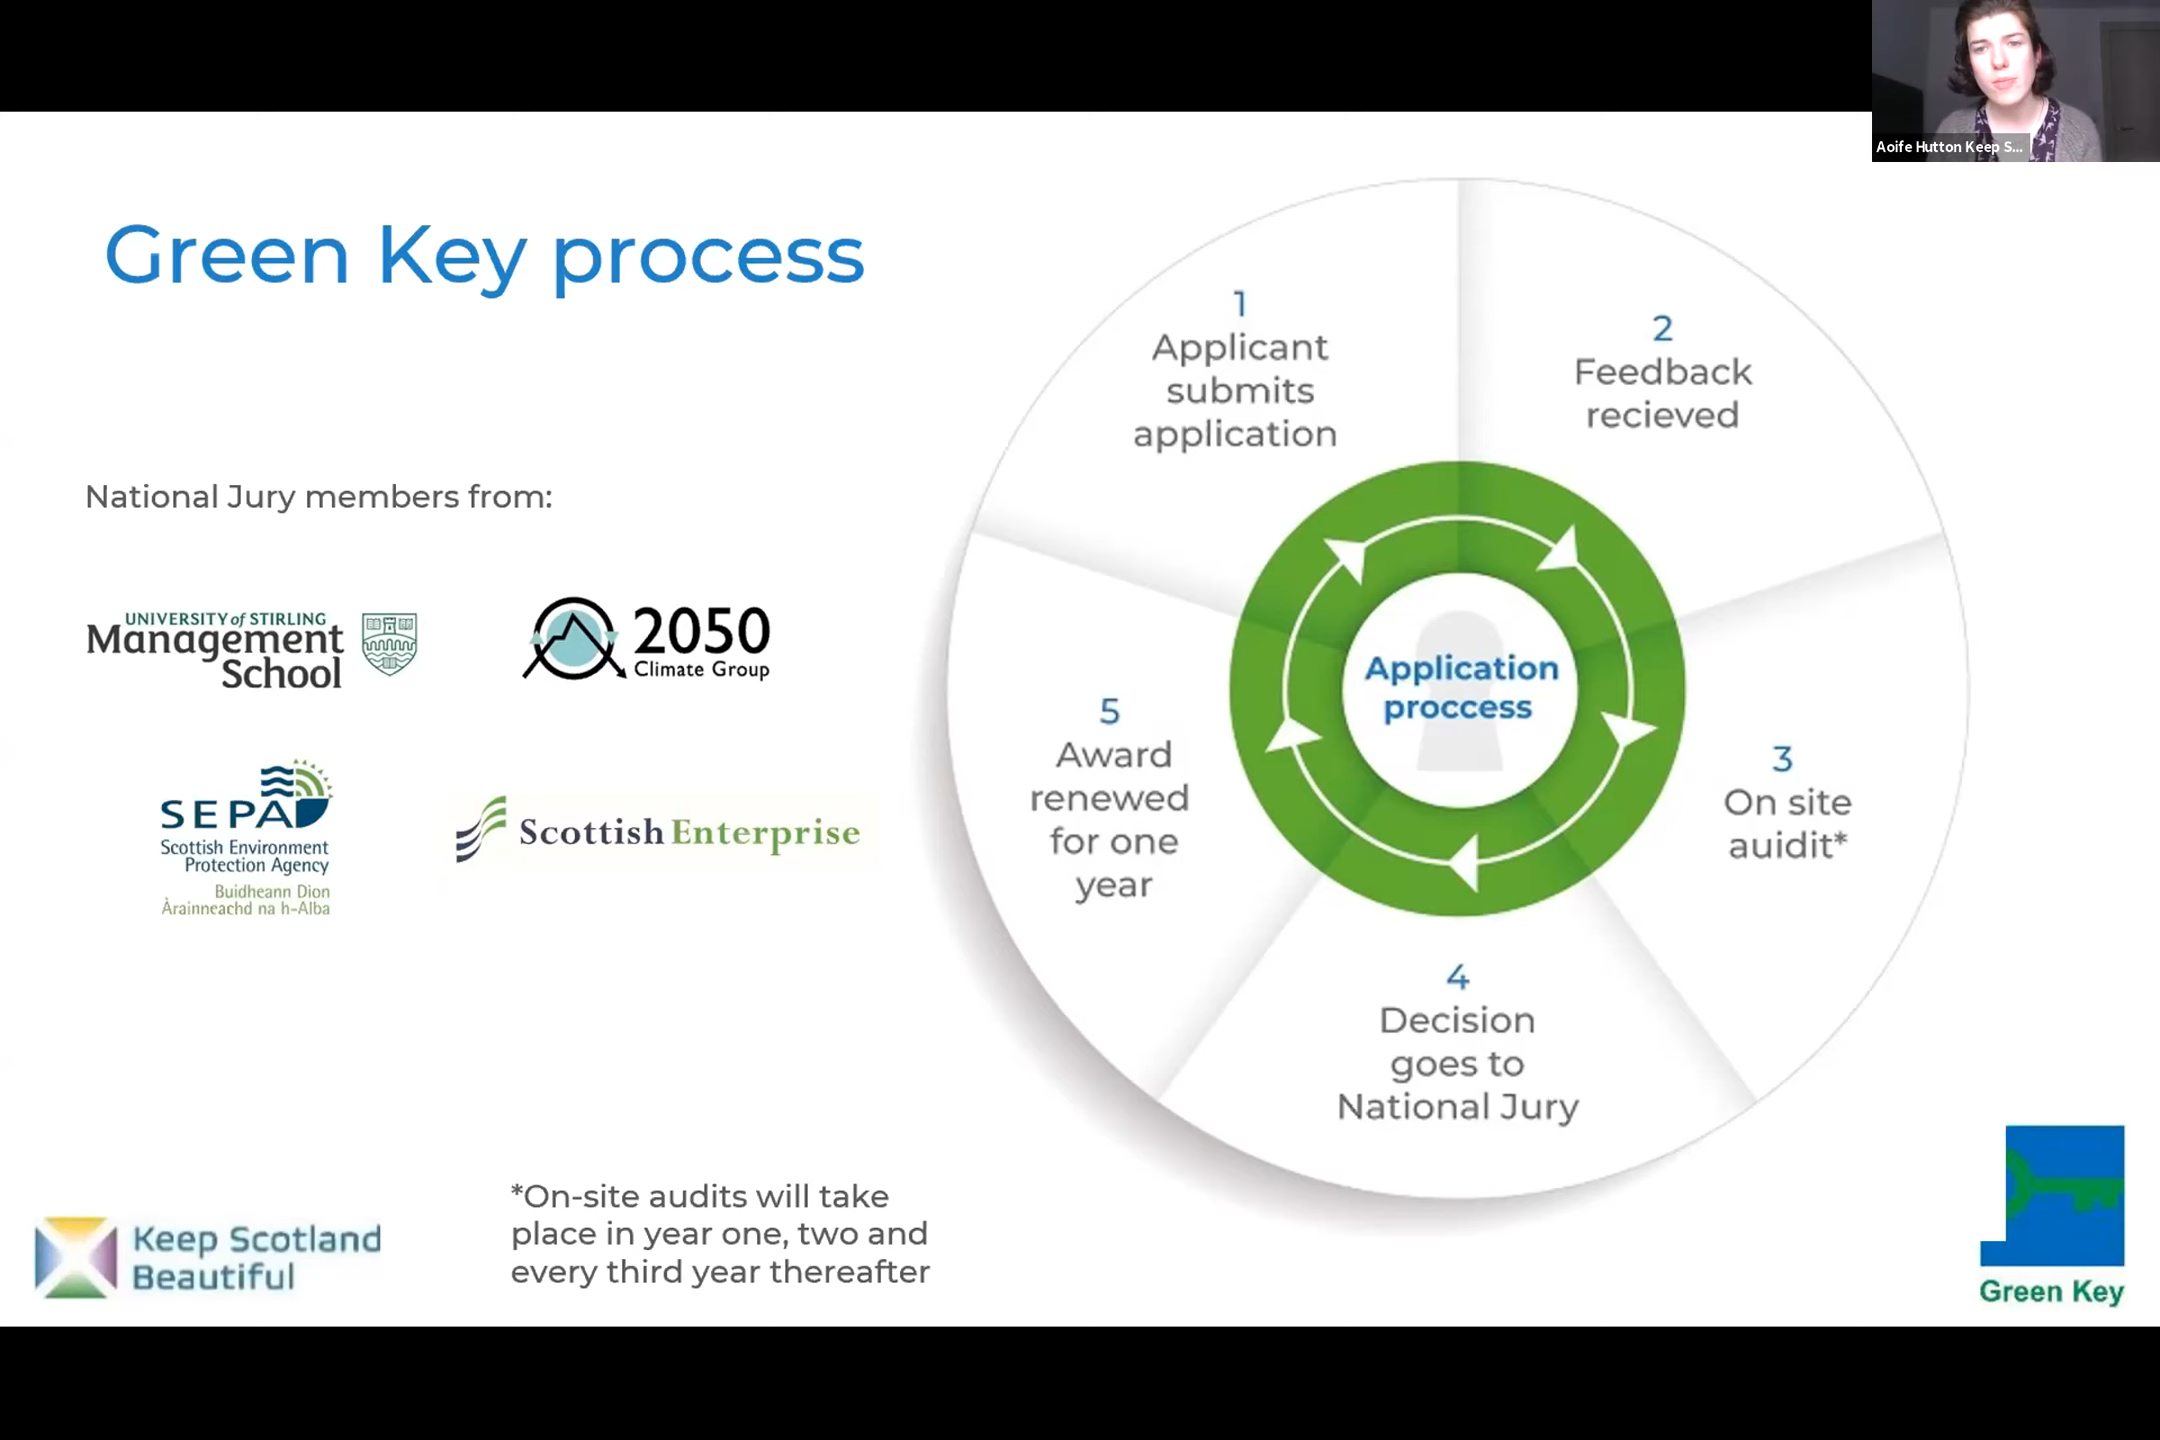 Aoife Hutton Keep S...
Green Key process
National Jury members from:
UNIVERSITY of STIRLING
Management
School
2050
Climate Group
SEPA
Scottish Environment
Protection Agency
Buidheann Dìon
Àrainneachd na h-Alba
Scottish Enterprise
1
Applicant
submits
application
2
Feedback
recieved
3
On site
auidit*
4
Decision
goes to
National Jury
5
Award
renewed
for one
year
Application
proccess
*On-site audits will take
place in year one, two and
every third year thereafter
Keep Scotland
Beautiful
Green Key